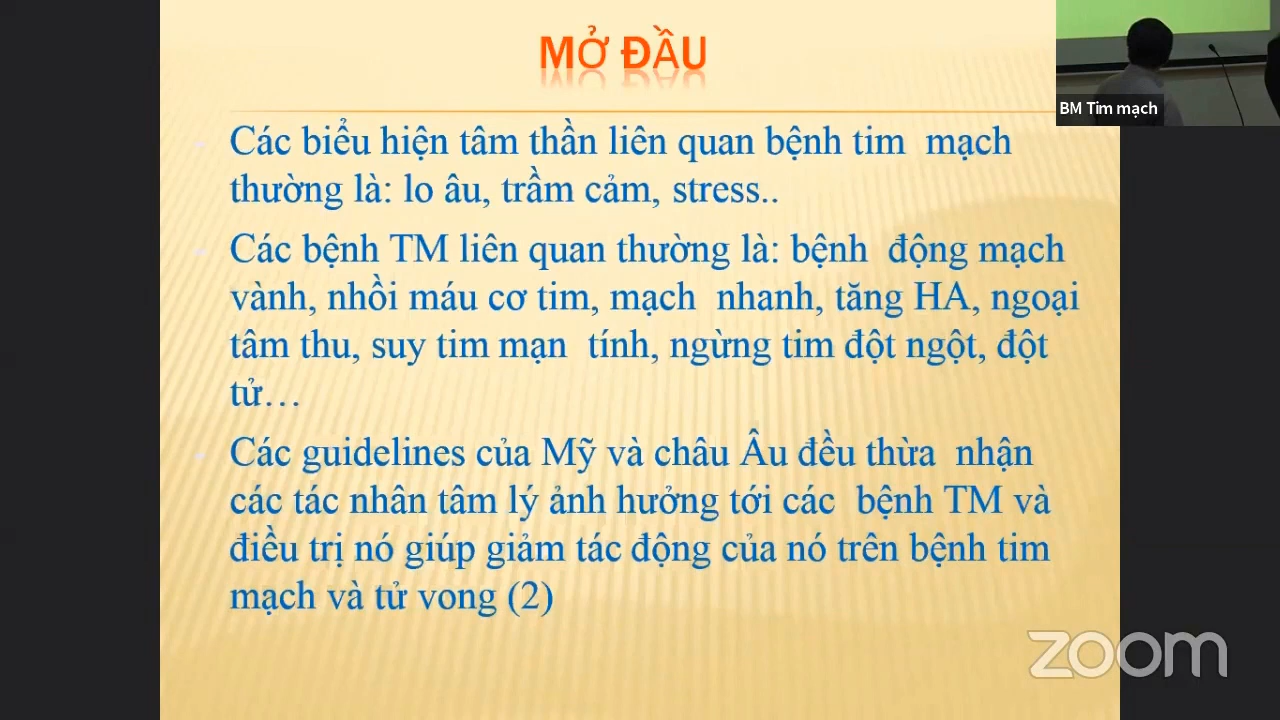 MỞ ĐẦU
BM Tim mạch
- Các biểu hiện tâm thần liên quan bệnh tim mạch
thường là: lo âu, trầm cảm, stress..
- Các bệnh TM liên quan thường là: bệnh động mạch
vành, nhồi máu cơ tim, mạch nhanh, tăng HA, ngoại
tâm thu, suy tim mạn tính, ngừng tim đột ngột, đột
tử…
- Các guidelines của Mỹ và châu Âu đều thừa nhận
các tác nhân tâm lý ảnh hưởng tới các bệnh TM và
điều trị nó giúp giảm tác động của nó trên bệnh tim
mạch và tử vong (2)
zoom